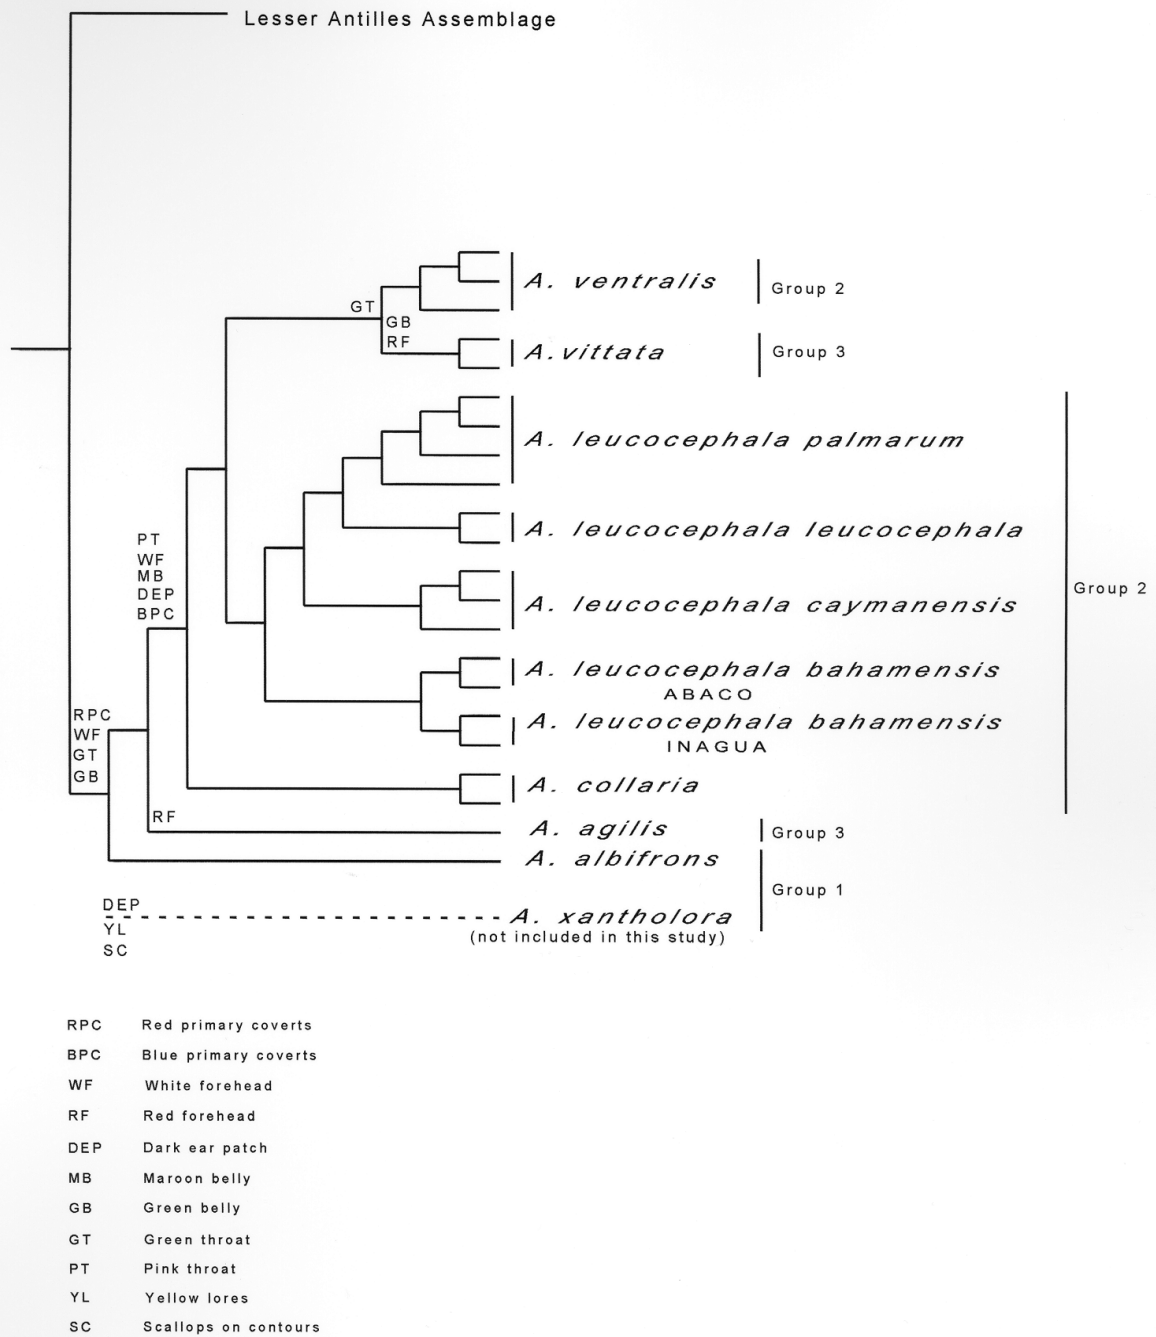 Lesser Antilles Assemblage
GT
GB
RF
A. ventralis
Group 2
A.vittata
Group 3
A. leucocephala palmarum
A. leucocephala leucocephala
A. leucocephala caymanensis
A. leucocephala bahamensis
ABACO
A. leucocephala bahamensis
INAGUA
A. collaria
Group 2
PT
WF
MB
DEP
BPC
RPC
WF
GT
GB
RF
A. agilis
Group 3
A. albifrons
Group 1
DEP
YL
SC
A. xantholora
(not included in this study)
RPC Red primary coverts
BPC Blue primary coverts
WF White forehead
RF Red forehead
DEP Dark ear patch
MB Maroon belly
GB Green belly
GT Green throat
PT Pink throat
YL Yellow lores
SC Scallops on contours